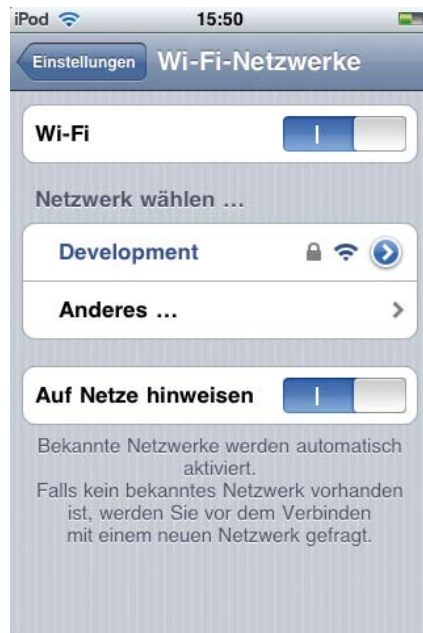 iPod 15:50
Einstellungen Wi-Fi-Netzwerke
Wi-Fi
Netzwerk wählen ...
Development
Anderes ...
Auf Netze hinweisen
Bekannte Netzwerke werden automatisch
aktiviert.
Falls kein bekanntes Netzwerk vorhanden
ist, werden Sie vor dem Verbinden
mit einem neuen Netzwerk gefragt.